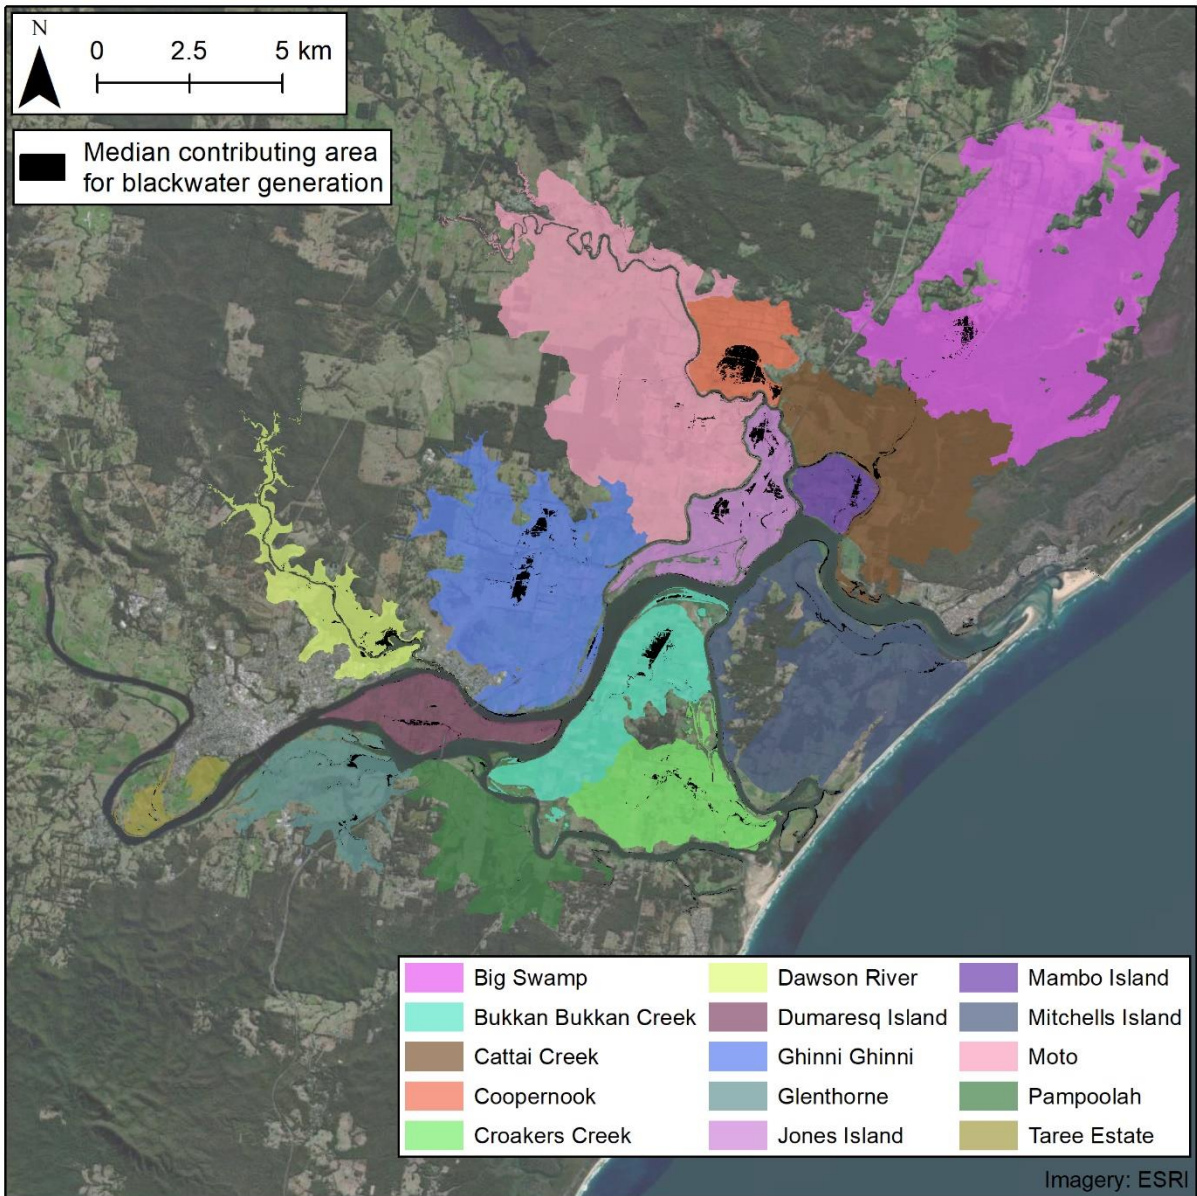 N
0 2.5 5 km
Median contributing area
for blackwater generation
Big Swamp
Bukkan Bukkan Creek
Cattai Creek
Coopernook
Croakers Creek
Dawson River
Dumaresq Island
Ghinni Ghinni
Glenthorne
Jones Island
Mambo Island
Mitchells Island
Moto
Pampoolah
Taree Estate
Imagery: ESRI